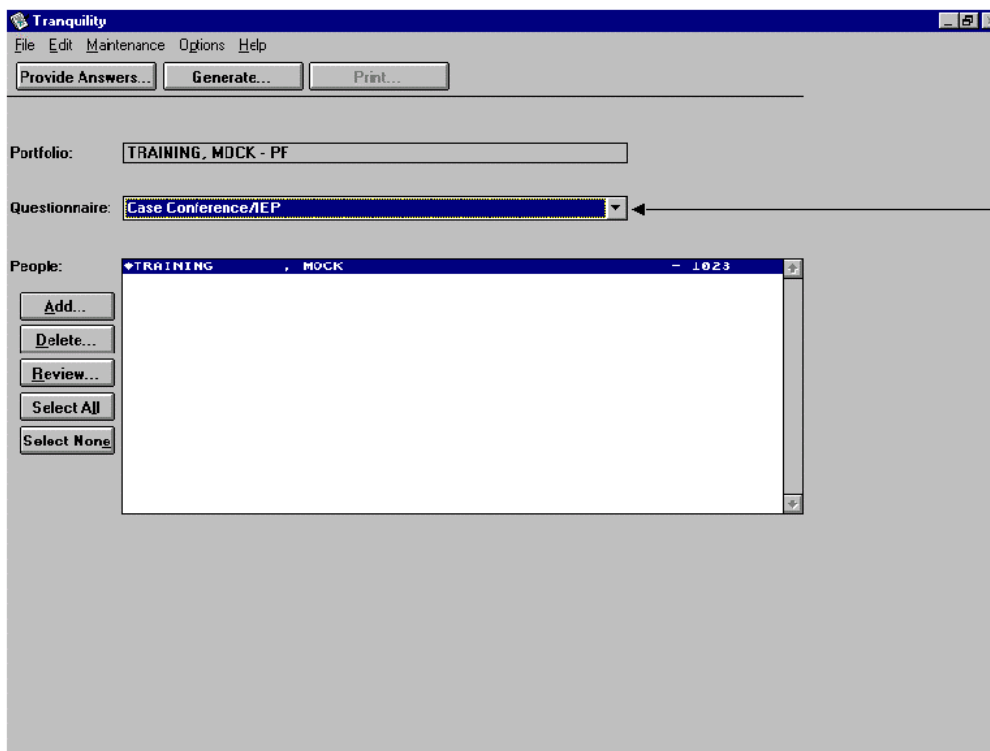 Tranquility
File Edit Maintenance Options Help
Provide Answers... Generate... Print...
Portfolio: TRAINING, MOCK - PF
Questionnaire: Case Conference/IEP
People: ♦TRAINING , MOCK - 1023
Add...
Delete...
Review...
Select All
Select None